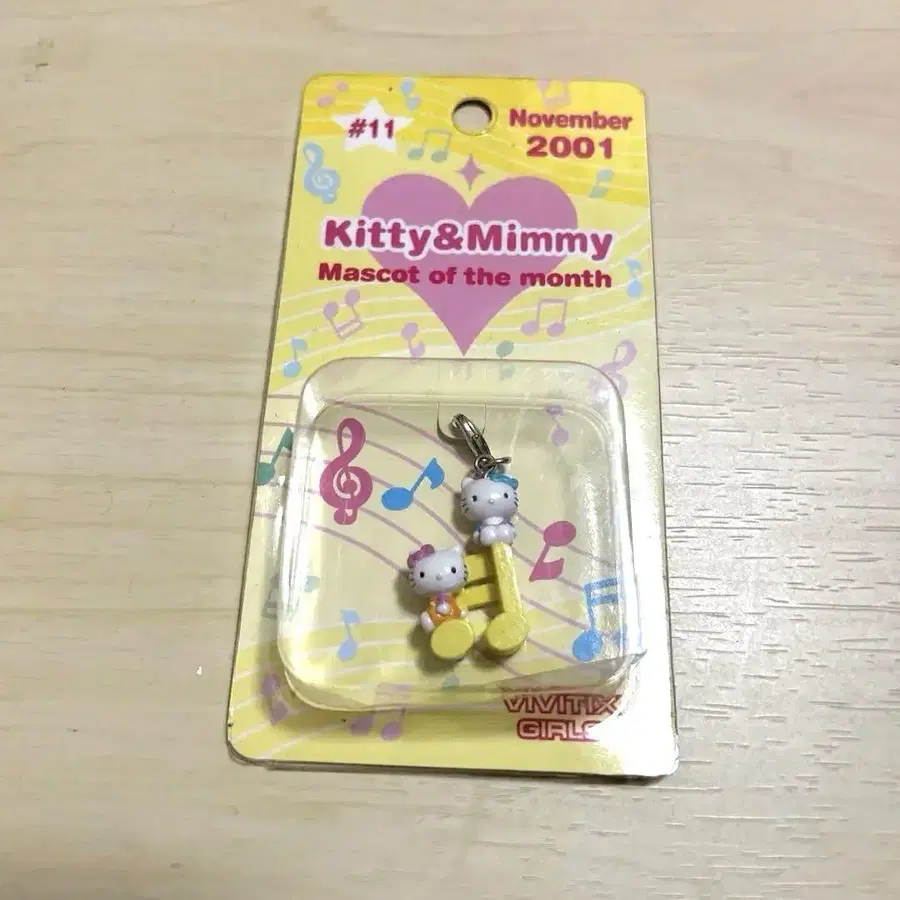 #11
November
2001
Kitty&Mimmy
Mascot of the month
VIVITIX
GIRLS